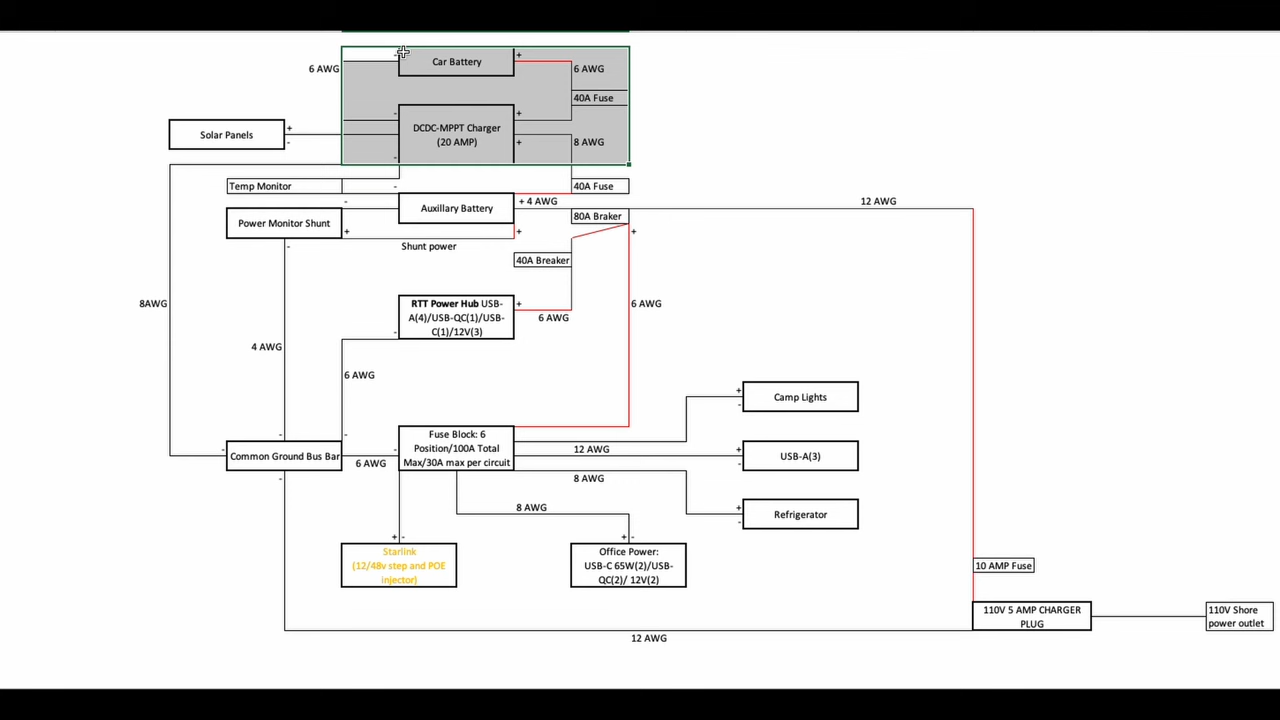 - +
Car Battery
6 AWG
6 AWG
40A Fuse
- +
DCDC-MPPT Charger
(20 AMP)
+
8 AWG
-
Solar Panels
+
-
Temp Monitor
-
40A Fuse
-
Auxillary Battery
+ 4 AWG
12 AWG
80A Braker
Power Monitor Shunt
+
+
+
-
Shunt power
40A Breaker
8AWG
RTT Power Hub USB-
A(4)/USB-QC(1)/USB-
C(1)/12V(3)
+
-
6 AWG
6 AWG
4 AWG
6 AWG
Camp Lights
+
-
- -
Fuse Block: 6
Position/100A Total
Max/30A max per circuit
-
Common Ground Bus Bar
-
6 AWG
12 AWG
+
-
USB-A(3)
-
8 AWG
8 AWG
+
-
Refrigerator
+ -
Starlink
(12/48v step and POE
injector)
+ -
Office Power:
USB-C 65W(2)/USB-
QC(2)/ 12V(2)
10 AMP Fuse
110V 5 AMP CHARGER
PLUG
110V Shore
power outlet
12 AWG